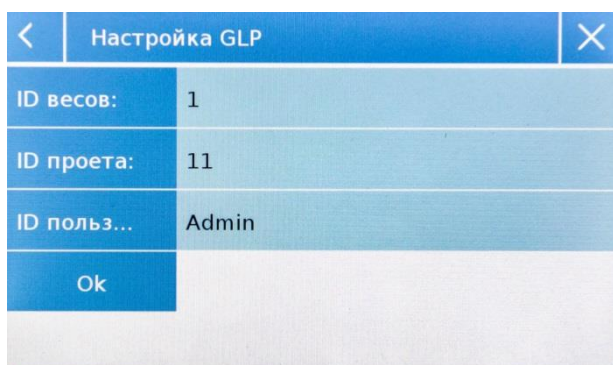 Настройка GLP
ID весов: 1
ID проета: 11
ID польз... Admin
Ok